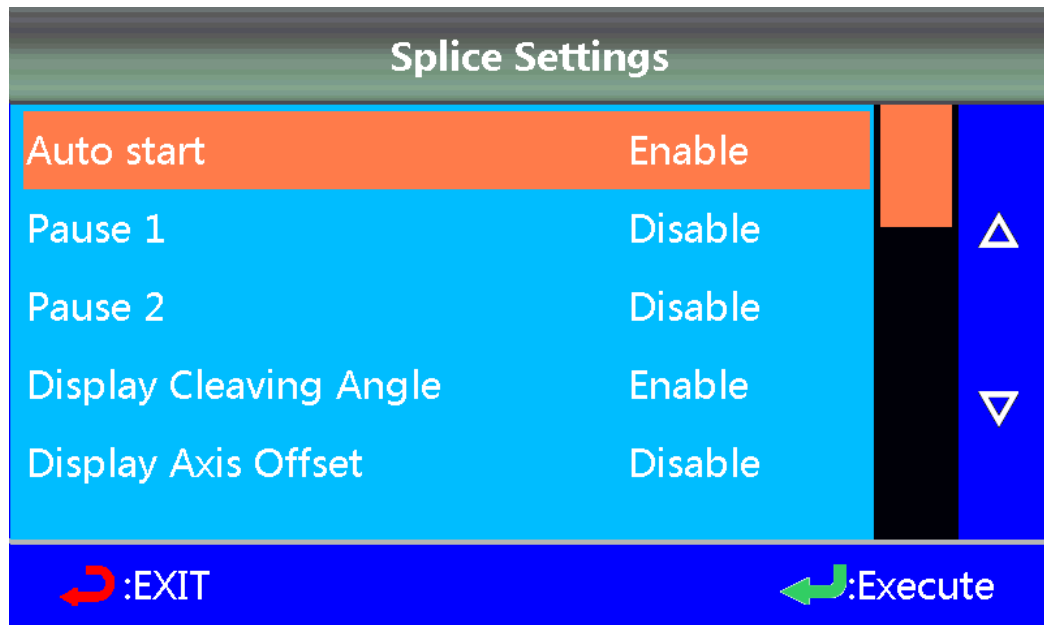 Splice Settings
Auto start Enable
Pause 1 Disable
Pause 2 Disable
Display Cleaving Angle Enable
Display Axis Offset Disable
:EXIT :Execute